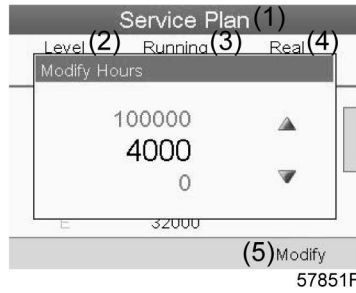 Service Plan (1)
Level (2) Running (3) Real (4)
Modify Hours
100000
4000
0
E 32000
(5) Modify
57851F